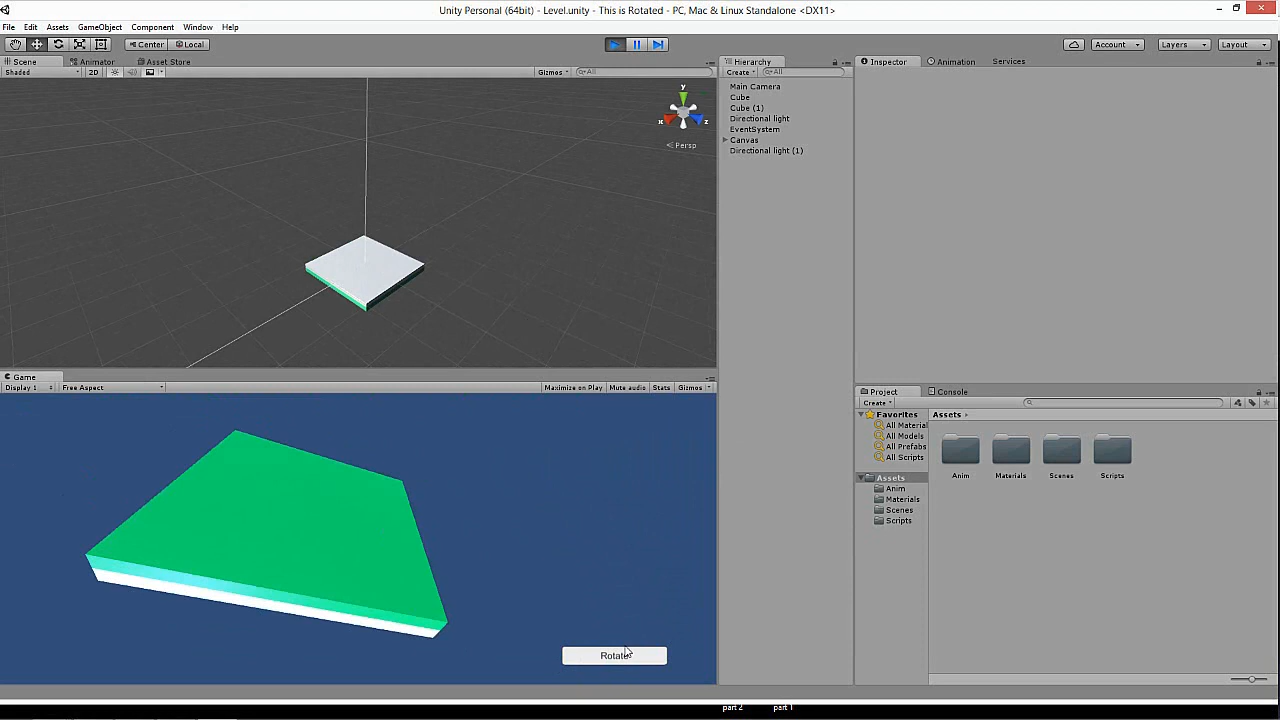 Unity Personal (64bit) - Level.unity - This is Rotated - PC, Mac & Linux Standalone <DX11>
File Edit Assets GameObject Component Window Help
Center Local Account Layers Layout
Scene Animator Asset Store
Shaded 2D Gizmos All
y
x z
Persp
Hierarchy
Create All
Main Camera
Cube
Cube (1)
Directional light
EventSystem
Canvas
Directional light (1)
Inspector Animation Services
Game
Display 1 Free Aspect Maximize on Play Mute audio Stats Gizmos
Rotate
Project Console
Create
Favorites
All Material
All Models
All Prefabs
All Scripts
Assets
Anim
Materials
Scenes
Scripts
Assets
Anim Materials Scenes Scripts
part 2 part 1